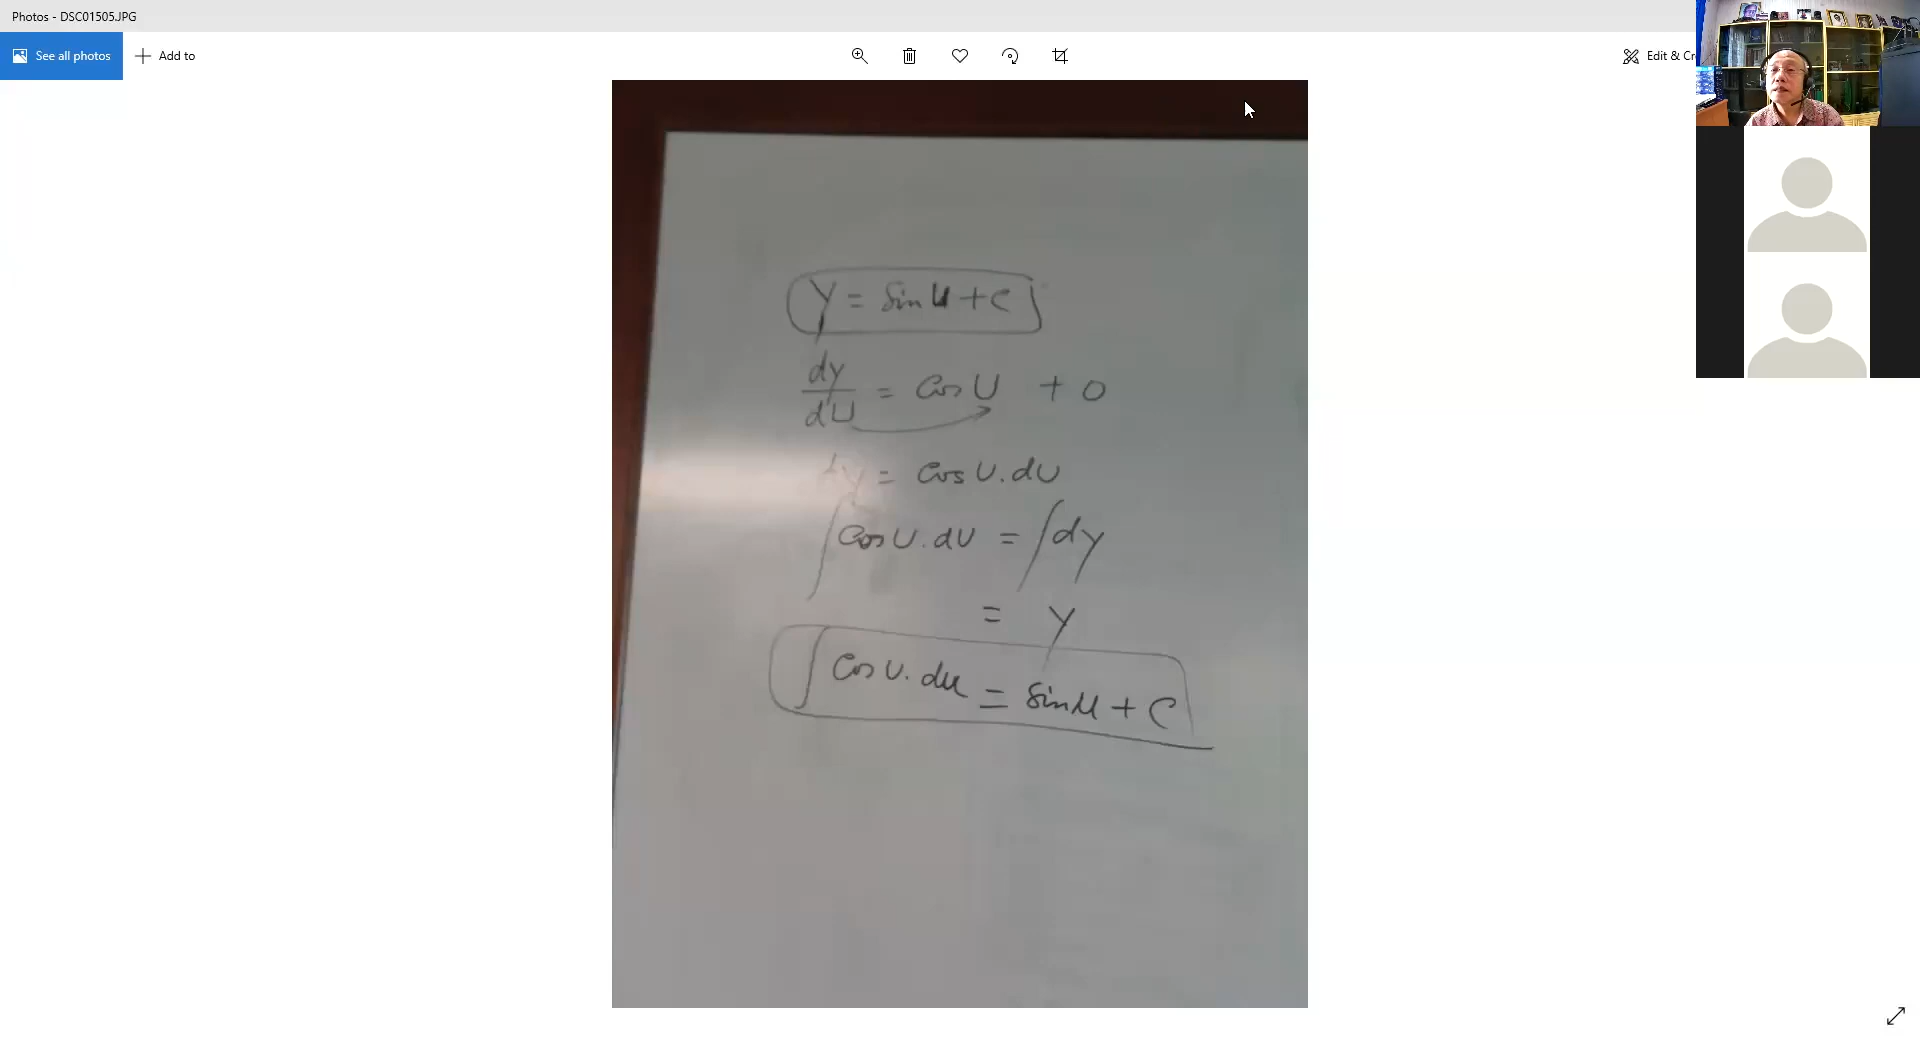 Photos - DSC01505.JPG
See all photos
Add to
Edit &
y = sin u + c
dy/dU = cos U + 0
dy = cos U. dU
∫ cos U. dU = ∫ dy
= y
∫ cos U. du = sin u + C